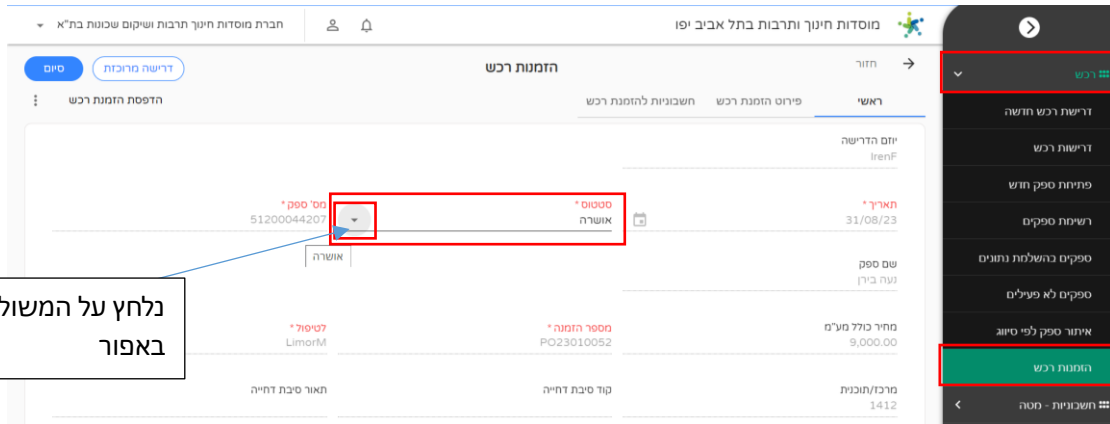 מוסדות חינוך ותרבות בתל אביב יפו
חברת מוסדות חינוך תרבות ושיקום שכונות בת"א
חזור
הזמנות רכש
דרישה מרוכזת
סיום
ראשי
פירוט הזמנת רכש
חשבוניות להזמנת רכש
הדפסת הזמנת רכש
יוזם הדרישה
IrenF
תאריך *
31/08/23
סטטוס *
אושרה
מס' ספק *
51200044207
אושרה
שם ספק
נעה בירן
מחיר כולל מע"מ
9,000.00
מספר הזמנה *
PO23010052
לטיפול *
LimorM
מרכז/תוכנית
1412
קוד סיבת דחייה
תאור סיבת דחייה
נלחץ על המשול
באפור
רכש
דרישת רכש חדשה
דרישות רכש
פתיחת ספק חדש
רשימת ספקים
ספקים בהשלמת נתונים
ספקים לא פעילים
איתור ספק לפי סיווג
הזמנות רכש
חשבוניות - מטה